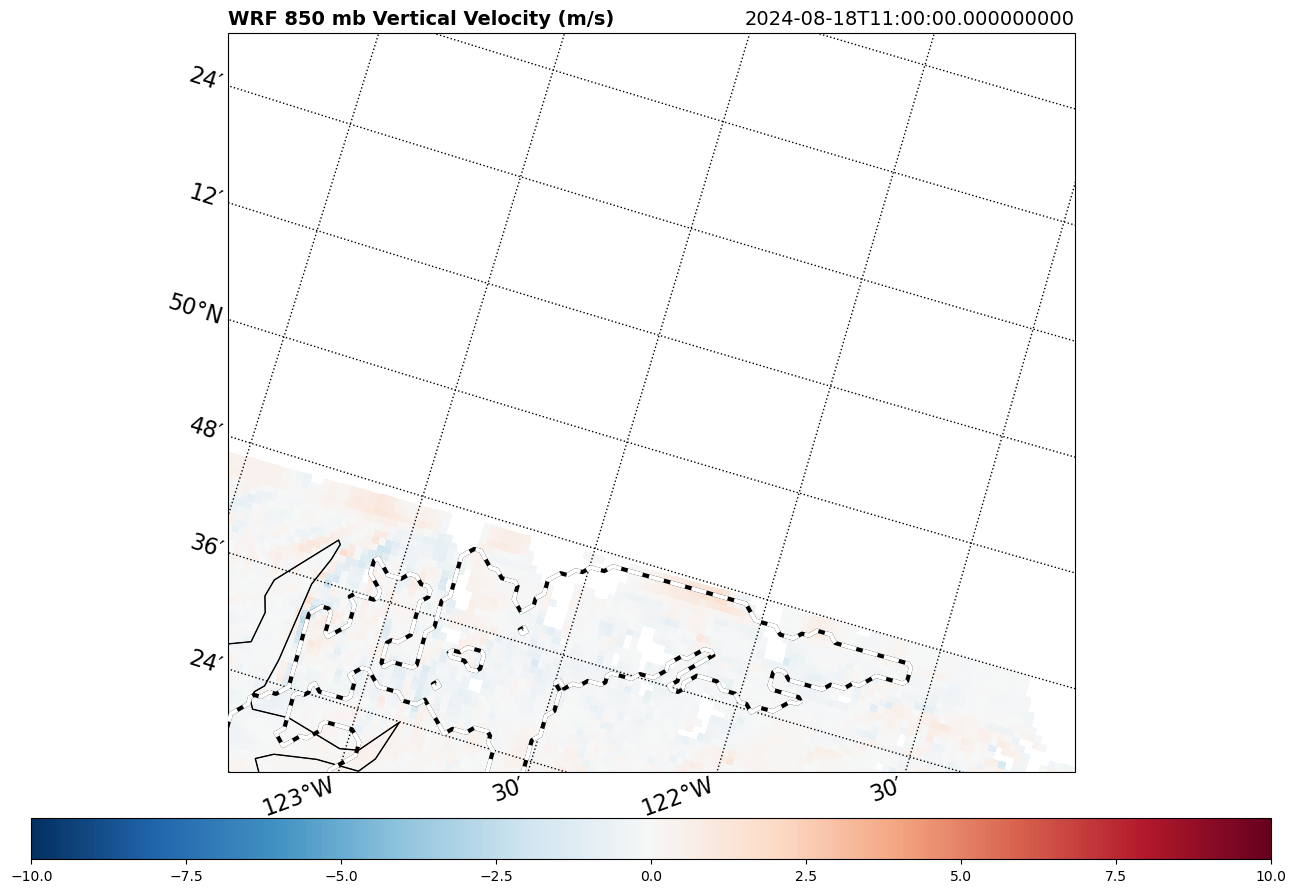 WRF 850 mb Vertical Velocity (m/s) 2024-08-18T11:00:00.000000000
24′
12′
50°N
48′
36′
24′
123°W 30′ 122°W 30′
−10.0 −7.5 −5.0 −2.5 0.0 2.5 5.0 7.5 10.0